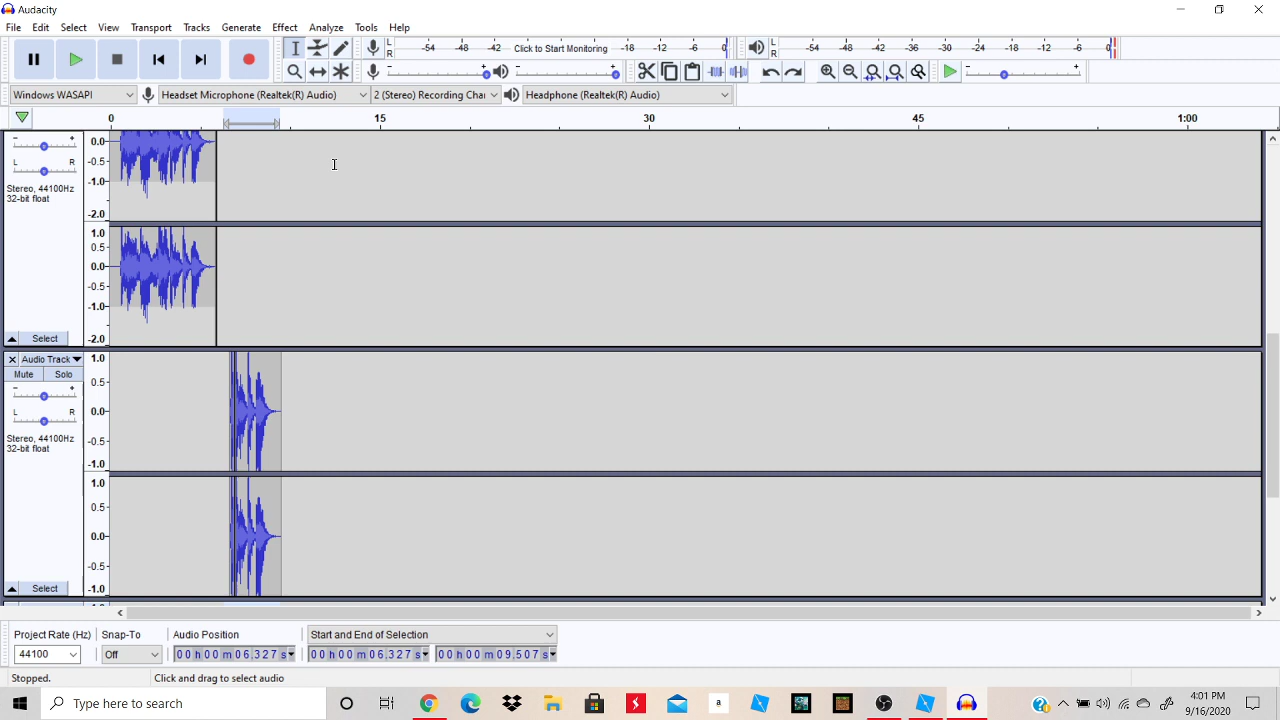 Audacity
File Edit Select View Transport Tracks Generate Effect Analyze Tools Help
L R -54 -48 -42 Click to Start Monitoring -18 -12 -6 0 L R -54 -48 -42 -36 -30 -24 -18 -12 -6 0
- + - + - +
Windows WASAPI Headset Microphone (Realtek(R) Audio) 2 (Stereo) Recording Char Headphone (Realtek(R) Audio)
0 15 30 45 1:00
- + 0.0
L R -0.5
Stereo, 44100Hz -1.0
32-bit float
-2.0
1.0
0.5
0.0
-0.5
-1.0
Select -2.0
× Audio Track 1.0
Mute Solo
- + 0.5
L R 0.0
Stereo, 44100Hz -0.5
32-bit float
-1.0
1.0
0.5
0.0
-0.5
Select -1.0
Project Rate (Hz) Snap-To Audio Position Start and End of Selection
44100 Off 00 h 00 m 06.327 s 00 h 00 m 06.327 s 00 h 00 m 09.507 s
Stopped. Click and drag to select audio
Type here to search a 4:01 PM
9/16/2020